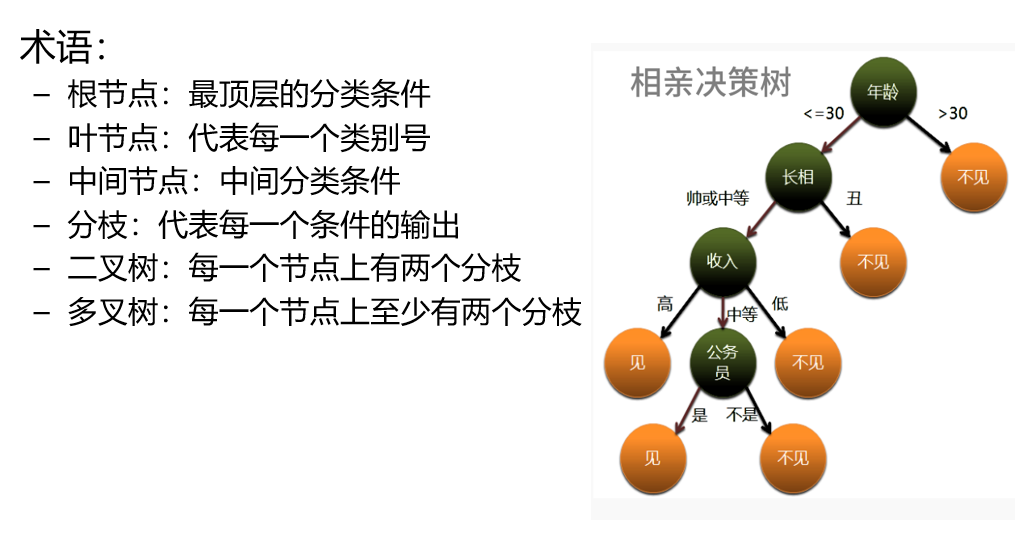 术语：
– 根节点：最顶层的分类条件
– 叶节点：代表每一个类别号
– 中间节点：中间分类条件
– 分枝：代表每一个条件的输出
– 二叉树：每一个节点上有两个分枝
– 多叉树：每一个节点上至少有两个分枝
相亲决策树
年龄
<=30
>30
长相
不见
帅或中等
丑
收入
不见
高
中等
低
见
公务
员
不见
是
不是
见
不见